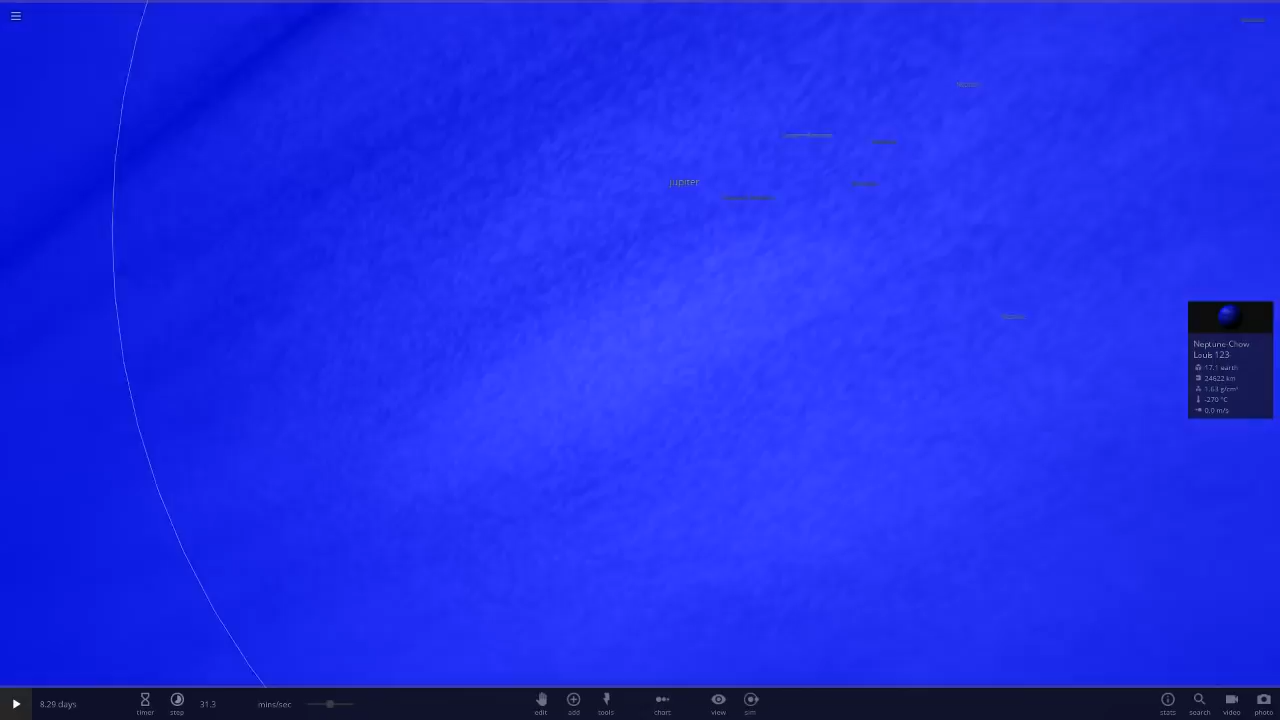 jupiter
Neptune-Chow
Louis 123
17.1 earth
24622 km
1.63 g/cm³
-270 °C
0.0 m/s
8.29 days
timer
step
31.3
mins/sec
edit
add
tools
chart
view
sim
stats
search
video
photo